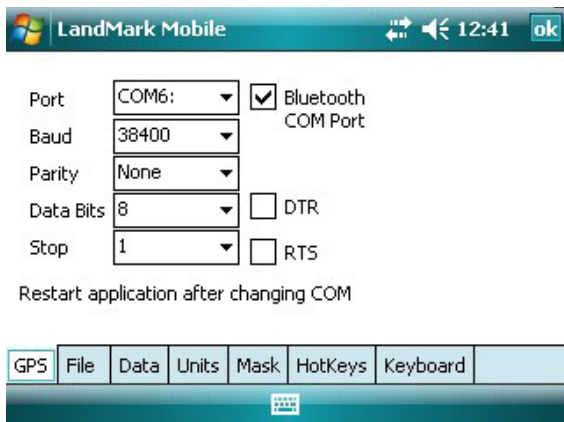 LandMark Mobile 12:41 ok
Port COM6: Bluetooth
COM Port
Baud 38400
Parity None
Data Bits 8 DTR
Stop 1 RTS
Restart application after changing COM
GPS File Data Units Mask HotKeys Keyboard